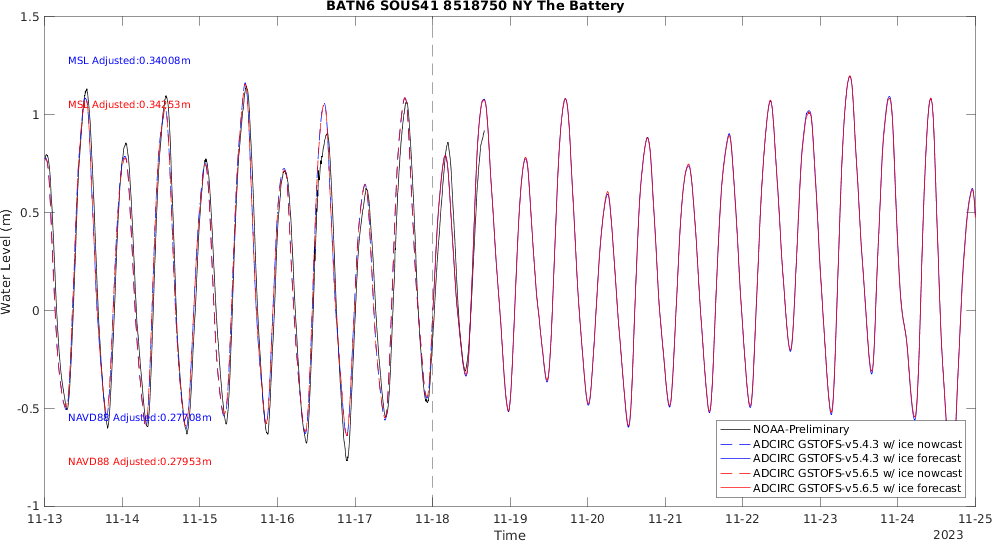 BATN6 SOUS41 8518750 NY The Battery
1.5
1
0.5
0
-0.5
-1
Water Level (m)
MSL Adjusted:0.34008m
MSL Adjusted:0.34253m
NAVD88 Adjusted:0.27708m
NAVD88 Adjusted:0.27953m
NOAA-Preliminary
ADCIRC GSTOFS-v5.4.3 w/ ice nowcast
ADCIRC GSTOFS-v5.4.3 w/ ice forecast
ADCIRC GSTOFS-v5.6.5 w/ ice nowcast
ADCIRC GSTOFS-v5.6.5 w/ ice forecast
11-13 11-14 11-15 11-16 11-17 11-18 11-19 11-20 11-21 11-22 11-23 11-24 11-25
Time
2023